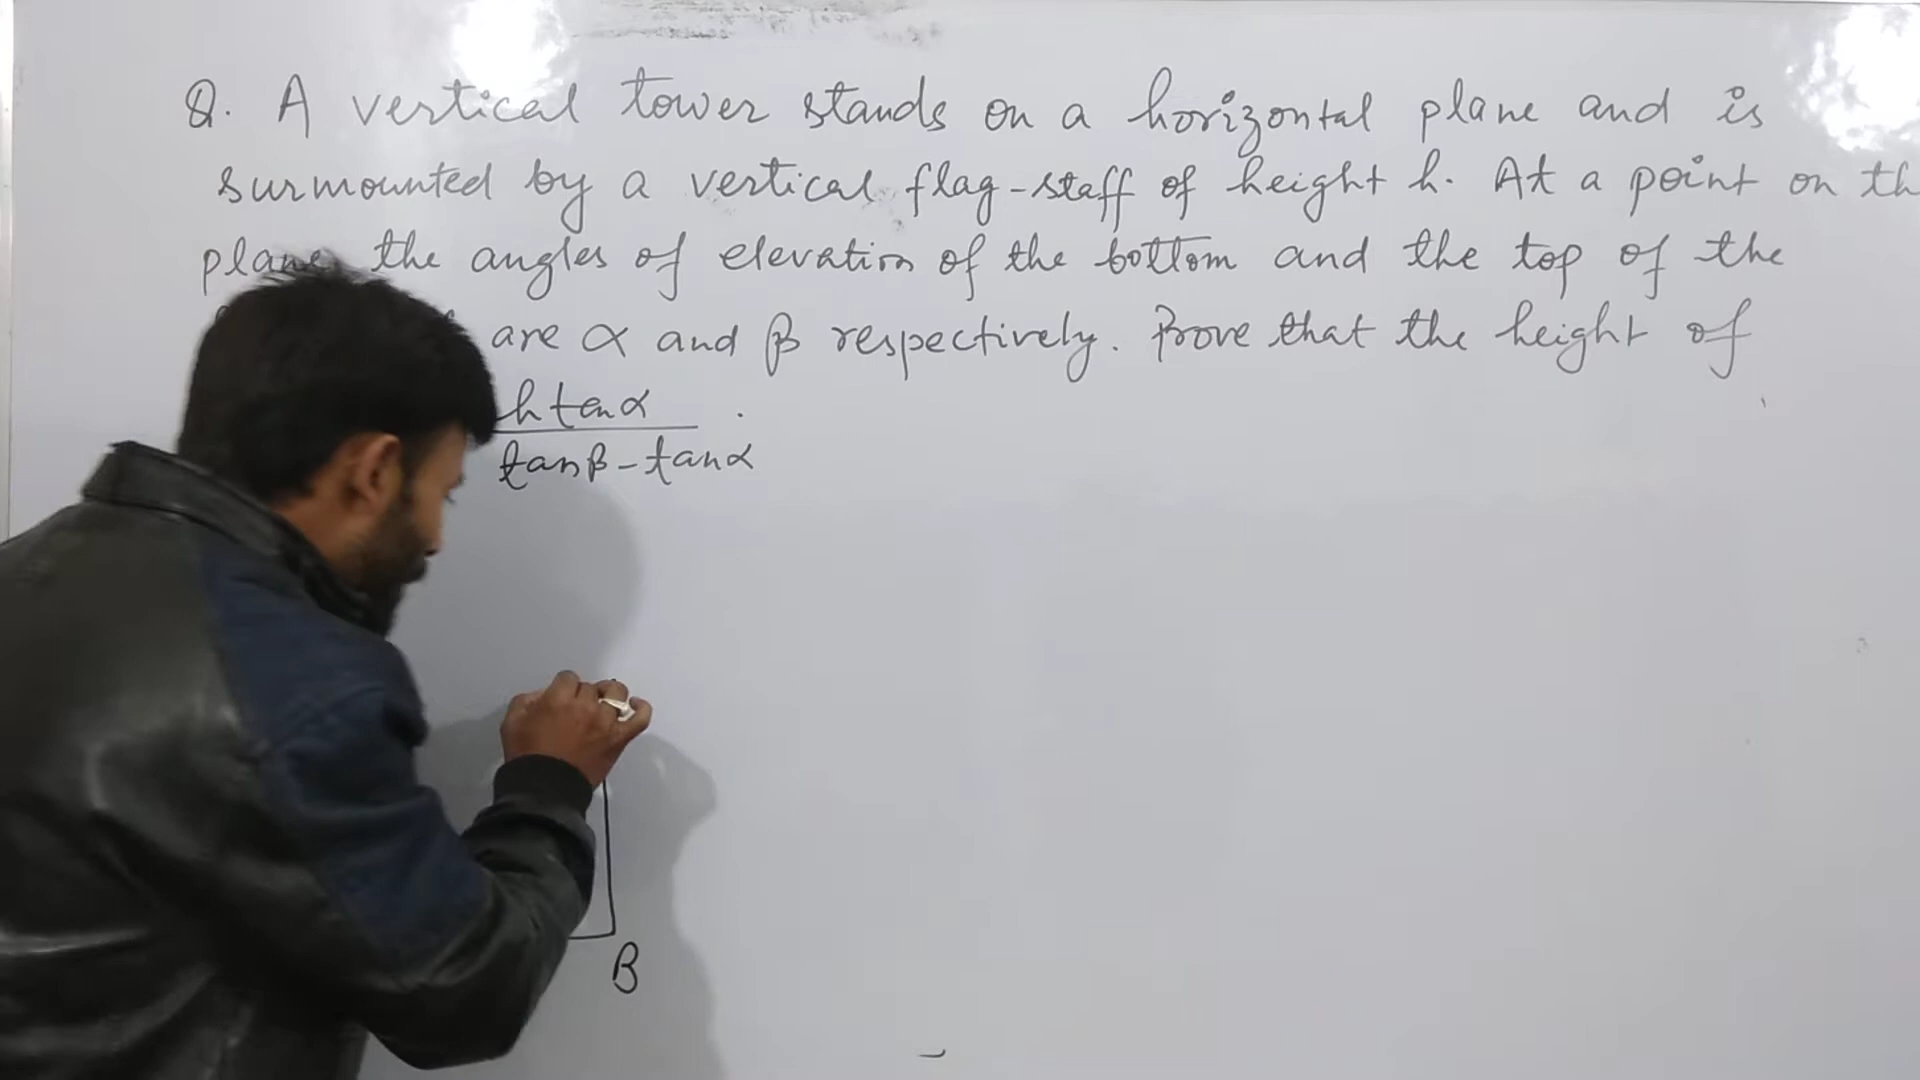 Q. A vertical tower stands on a horizontal plane and is
surmounted by a vertical flag-staff of height h. At a point on th
plane, the angles of elevation of the bottom and the top of the
are α and β respectively. Prove that the height of
h tan α
tan β - tan α
B